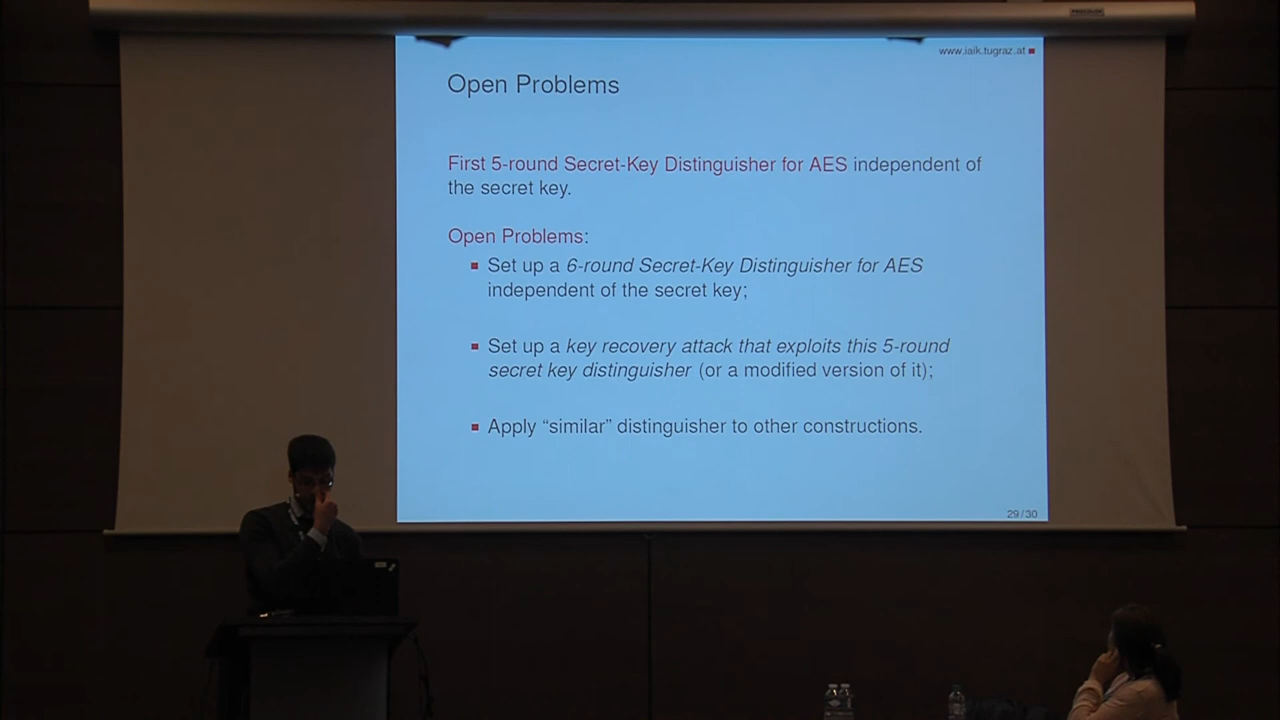 www.iaik.tugraz.at
Open Problems
First 5-round Secret-Key Distinguisher for AES independent of
the secret key.
Open Problems:
Set up a 6-round Secret-Key Distinguisher for AES
independent of the secret key;
Set up a key recovery attack that exploits this 5-round
secret key distinguisher (or a modified version of it);
Apply “similar” distinguisher to other constructions.
29/30